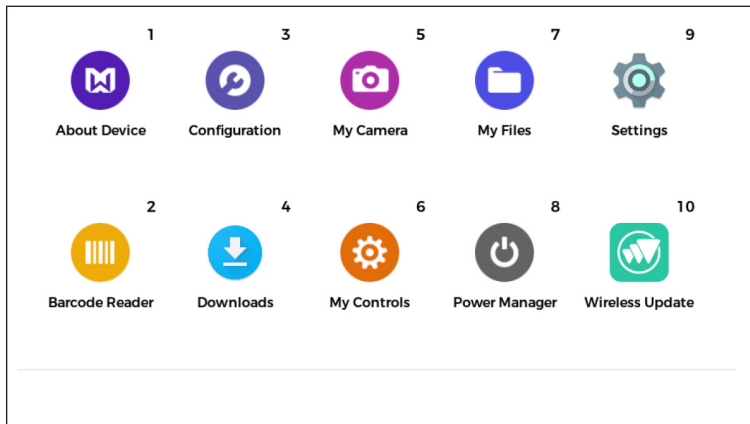 1 3 5 7 9
About Device Configuration My Camera My Files Settings
2 4 6 8 10
Barcode Reader Downloads My Controls Power Manager Wireless Update